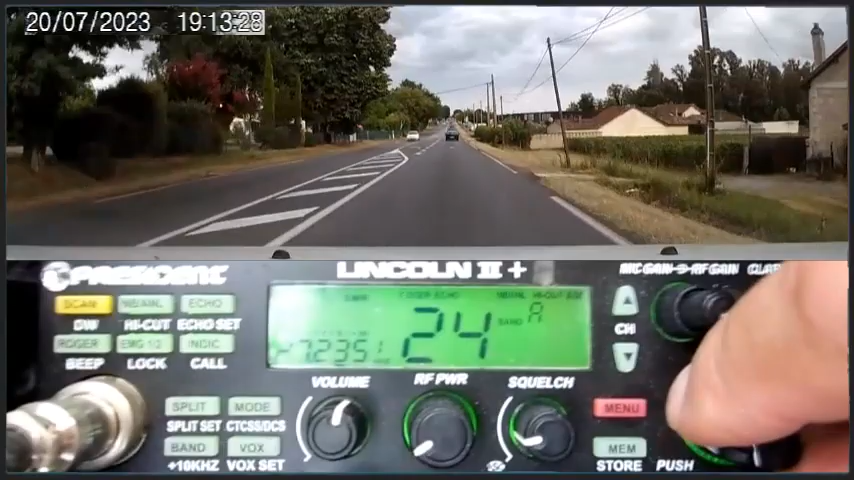 20/07/2023 19:13:28
PRESIDENT LINCOLN II + MIC GAIN RF GAIN
SCAN NB/ANL ECHO
DW HI-CUT ECHO SET
ROGER EMG 1/2 INDIC
BEEP LOCK CALL
24
BAND A
CH
VOLUME RF PWR SQUELCH
SPLIT MODE
SPLIT SET CTCSS/DCS
BAND VOX
+10KHZ VOX SET
MENU
MEM
STORE PUSH